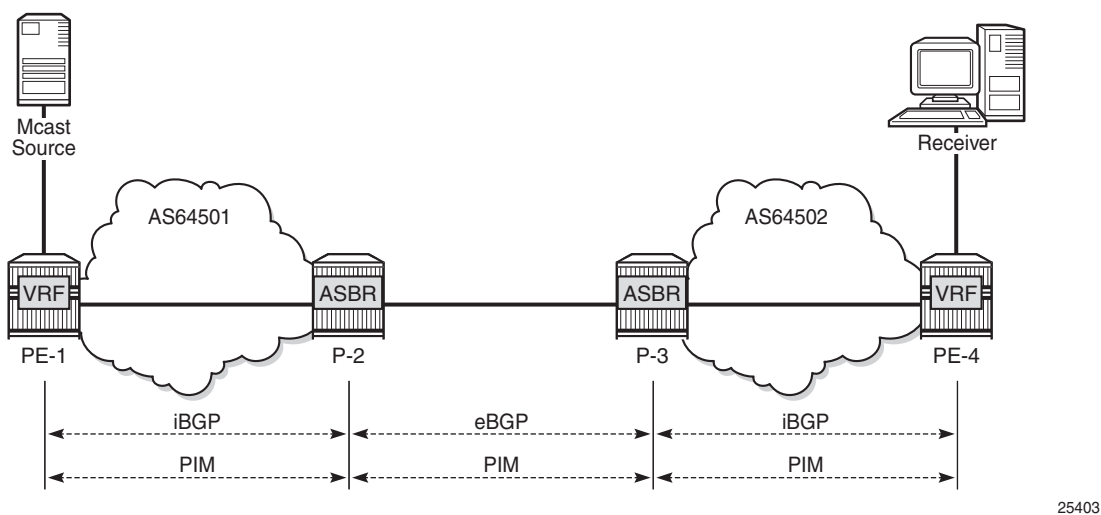 Mcast
Source
Receiver
AS64501
AS64502
VRF
ASBR
ASBR
VRF
PE-1
P-2
P-3
PE-4
iBGP
eBGP
iBGP
PIM
PIM
PIM
25403